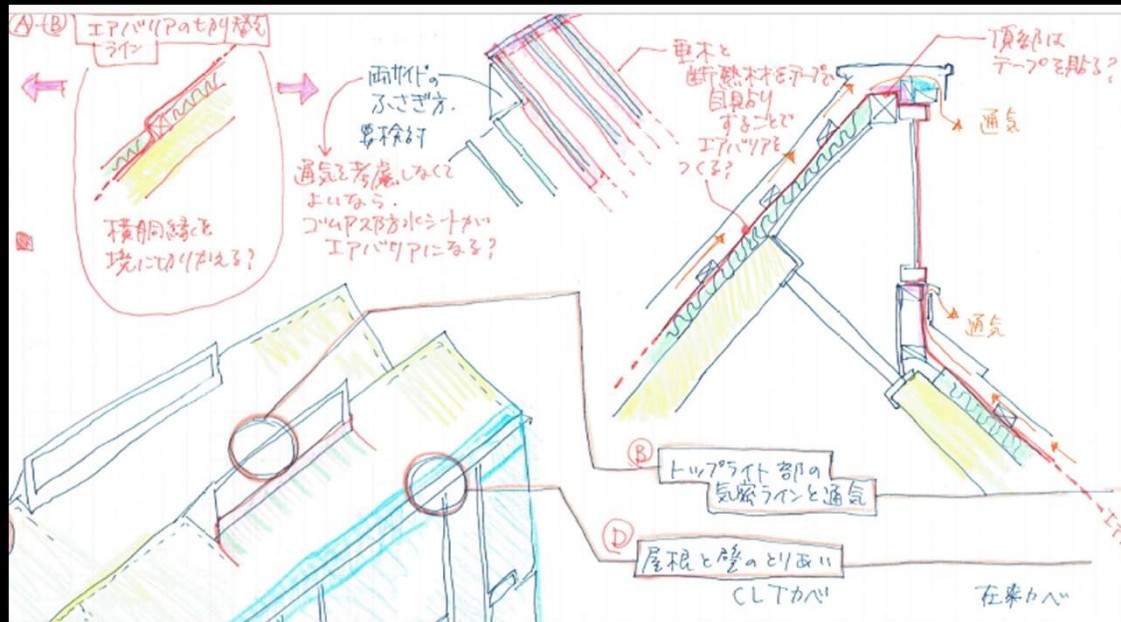 Ⓐ-Ⓑ
エアバリアの切り替え
ライン
横胴縁を
境に切りかえる?
両サイドの
ふさぎ方.
要検討
通気を考慮しなくて
よいなら.
ゴムアス防水シートが
エアバリアになる?
垂木と
断熱材をテープで
目貼り
することで
エアバリアを
つくる?
頂部は
テープを貼る?
通気
通気
Ⓑ
トップライト部の
気密ラインと通気
Ⓓ
屋根と壁のとりあい
CLTカベ
在来カベ